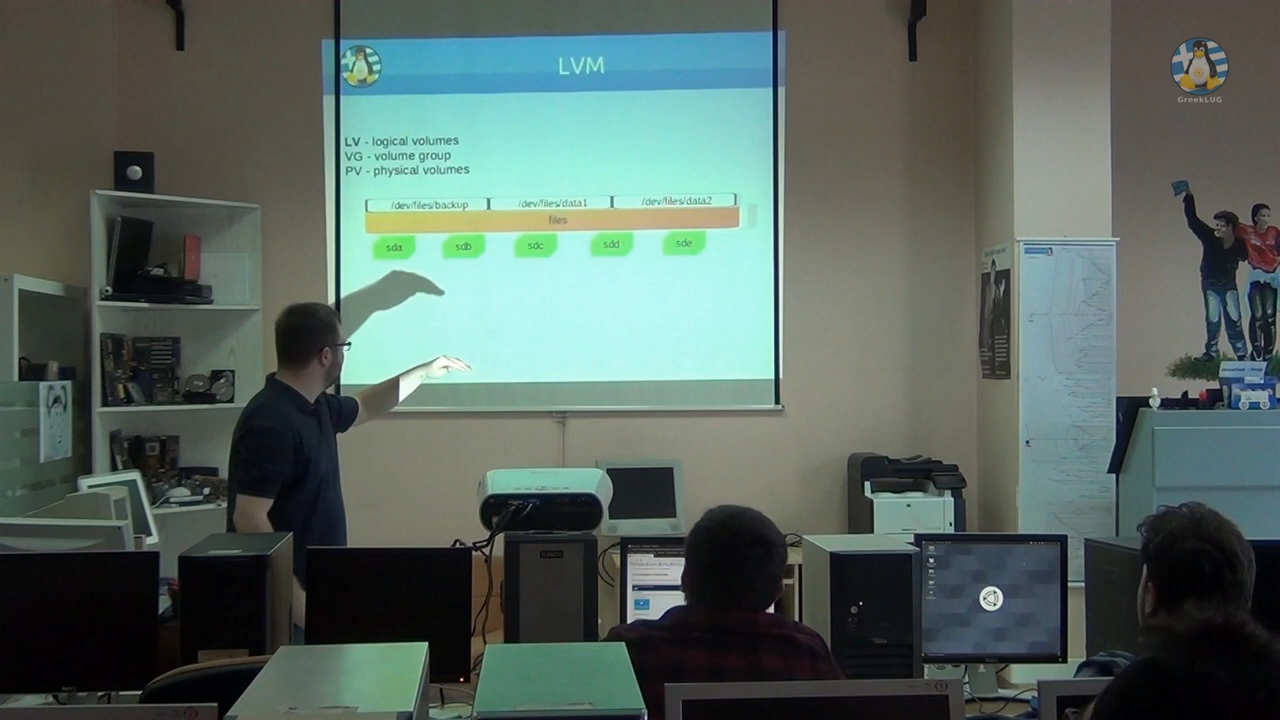 LVM
GreekLUG
LV - logical volumes
VG - volume group
PV - physical volumes
/dev/files/backup
/dev/files/data1
/dev/files/data2
files
sda
sdb
sdc
sdd
sde